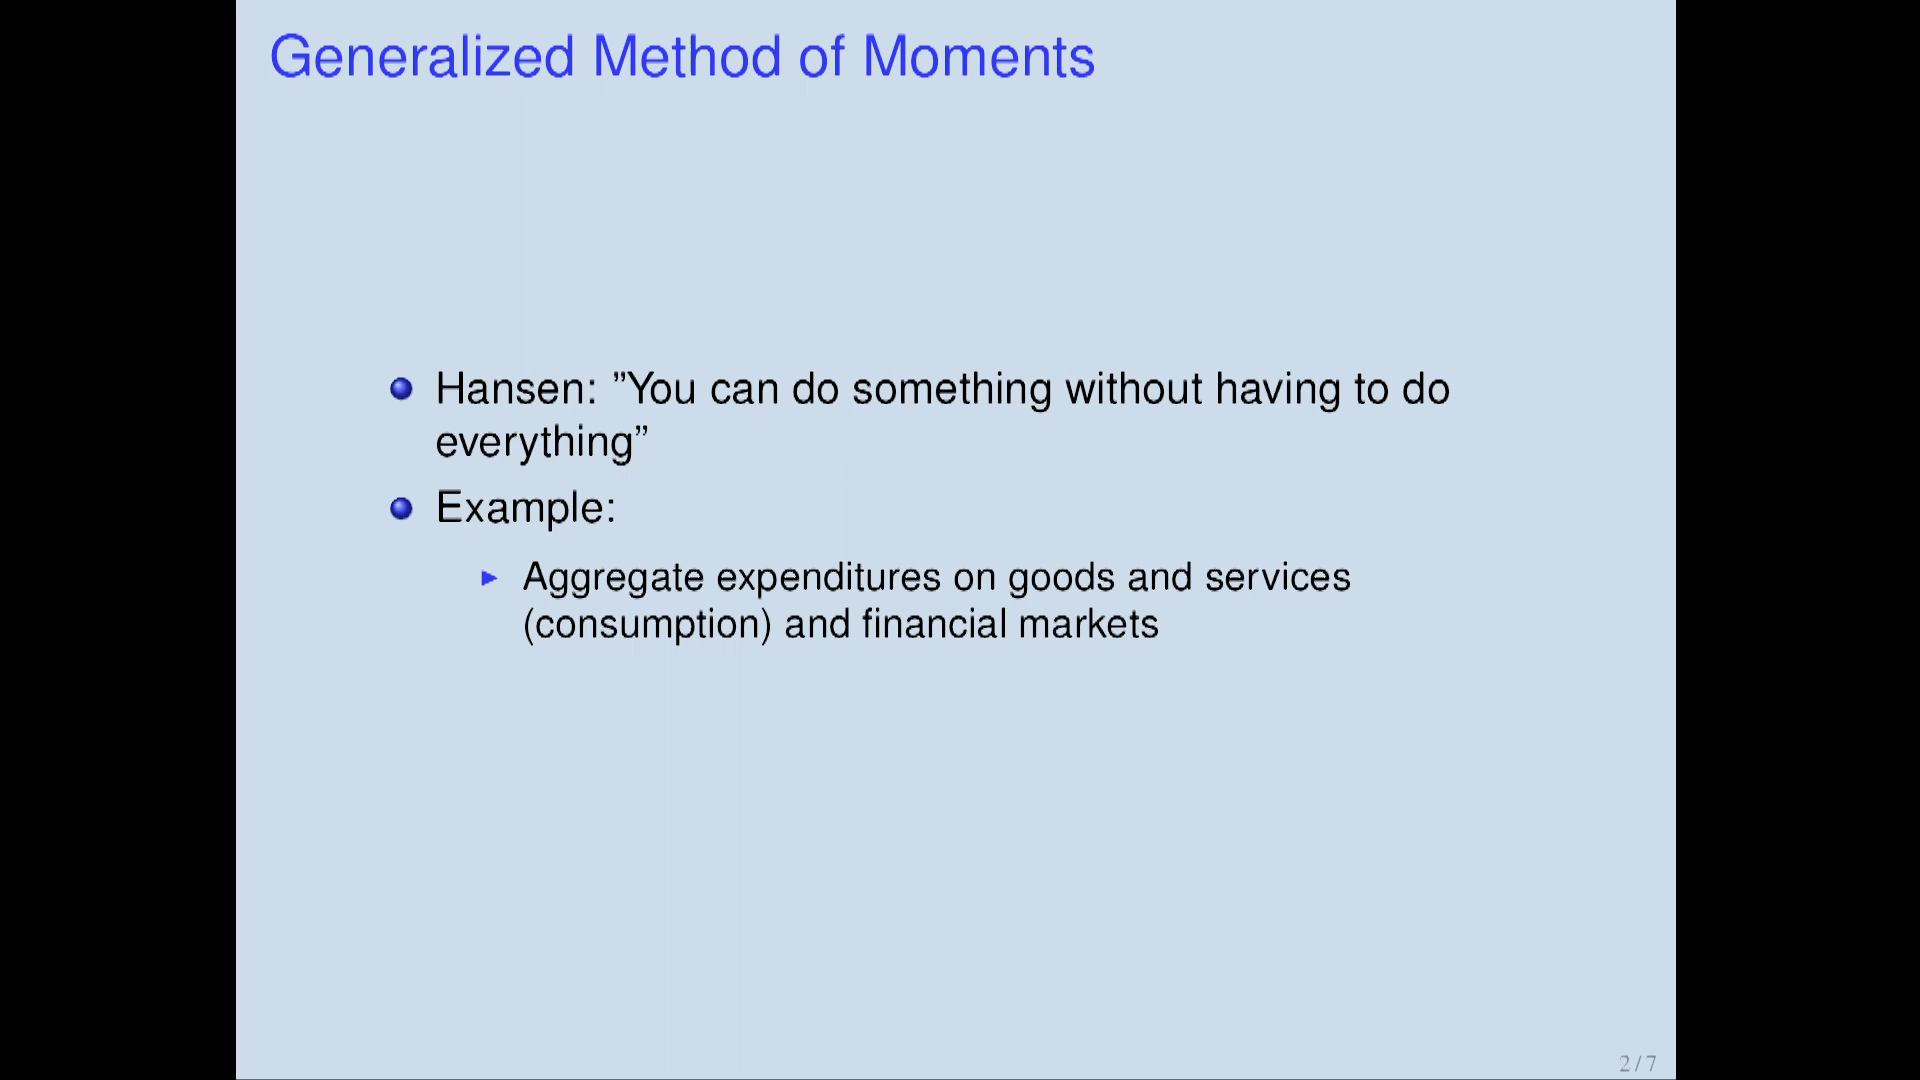 Generalized Method of Moments
Hansen: ”You can do something without having to do
everything”
Example:
Aggregate expenditures on goods and services
(consumption) and financial markets
2 / 7